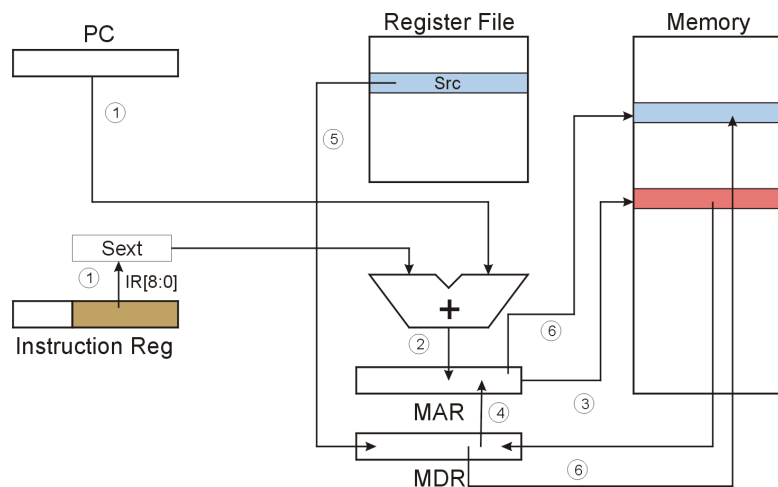 Register File
Memory
PC
Src
①
⑤
Sext
①
IR[8:0]
+
Instruction Reg
②
⑥
MAR
④
③
MDR
⑥